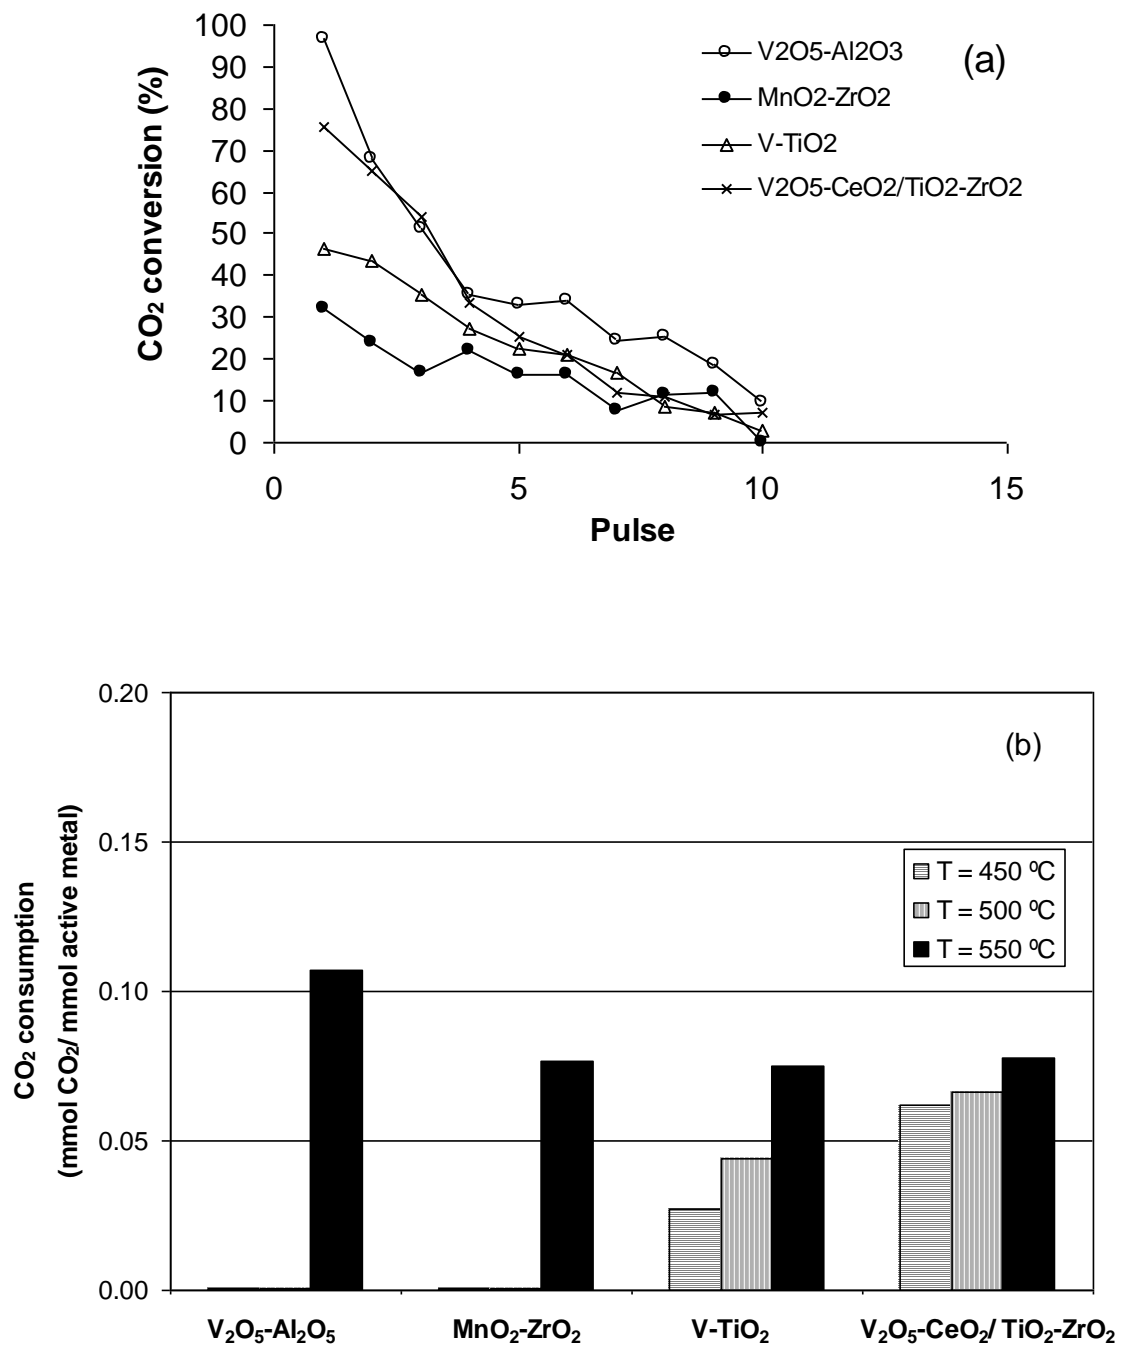 100
90
80
70
60
50
40
30
20
10
0
CO₂ conversion (%)
V2O5-Al2O3
MnO2-ZrO2
V-TiO2
V2O5-CeO2/TiO2-ZrO2
(a)
0 5 10 15
Pulse
0.20
0.15
0.10
0.05
0.00
CO₂ consumption
(mmol CO₂/ mmol active metal)
(b)
T = 450 ºC
T = 500 ºC
T = 550 ºC
V₂O₅-Al₂O₅ MnO₂-ZrO₂ V-TiO₂ V₂O₅-CeO₂/ TiO₂-ZrO₂